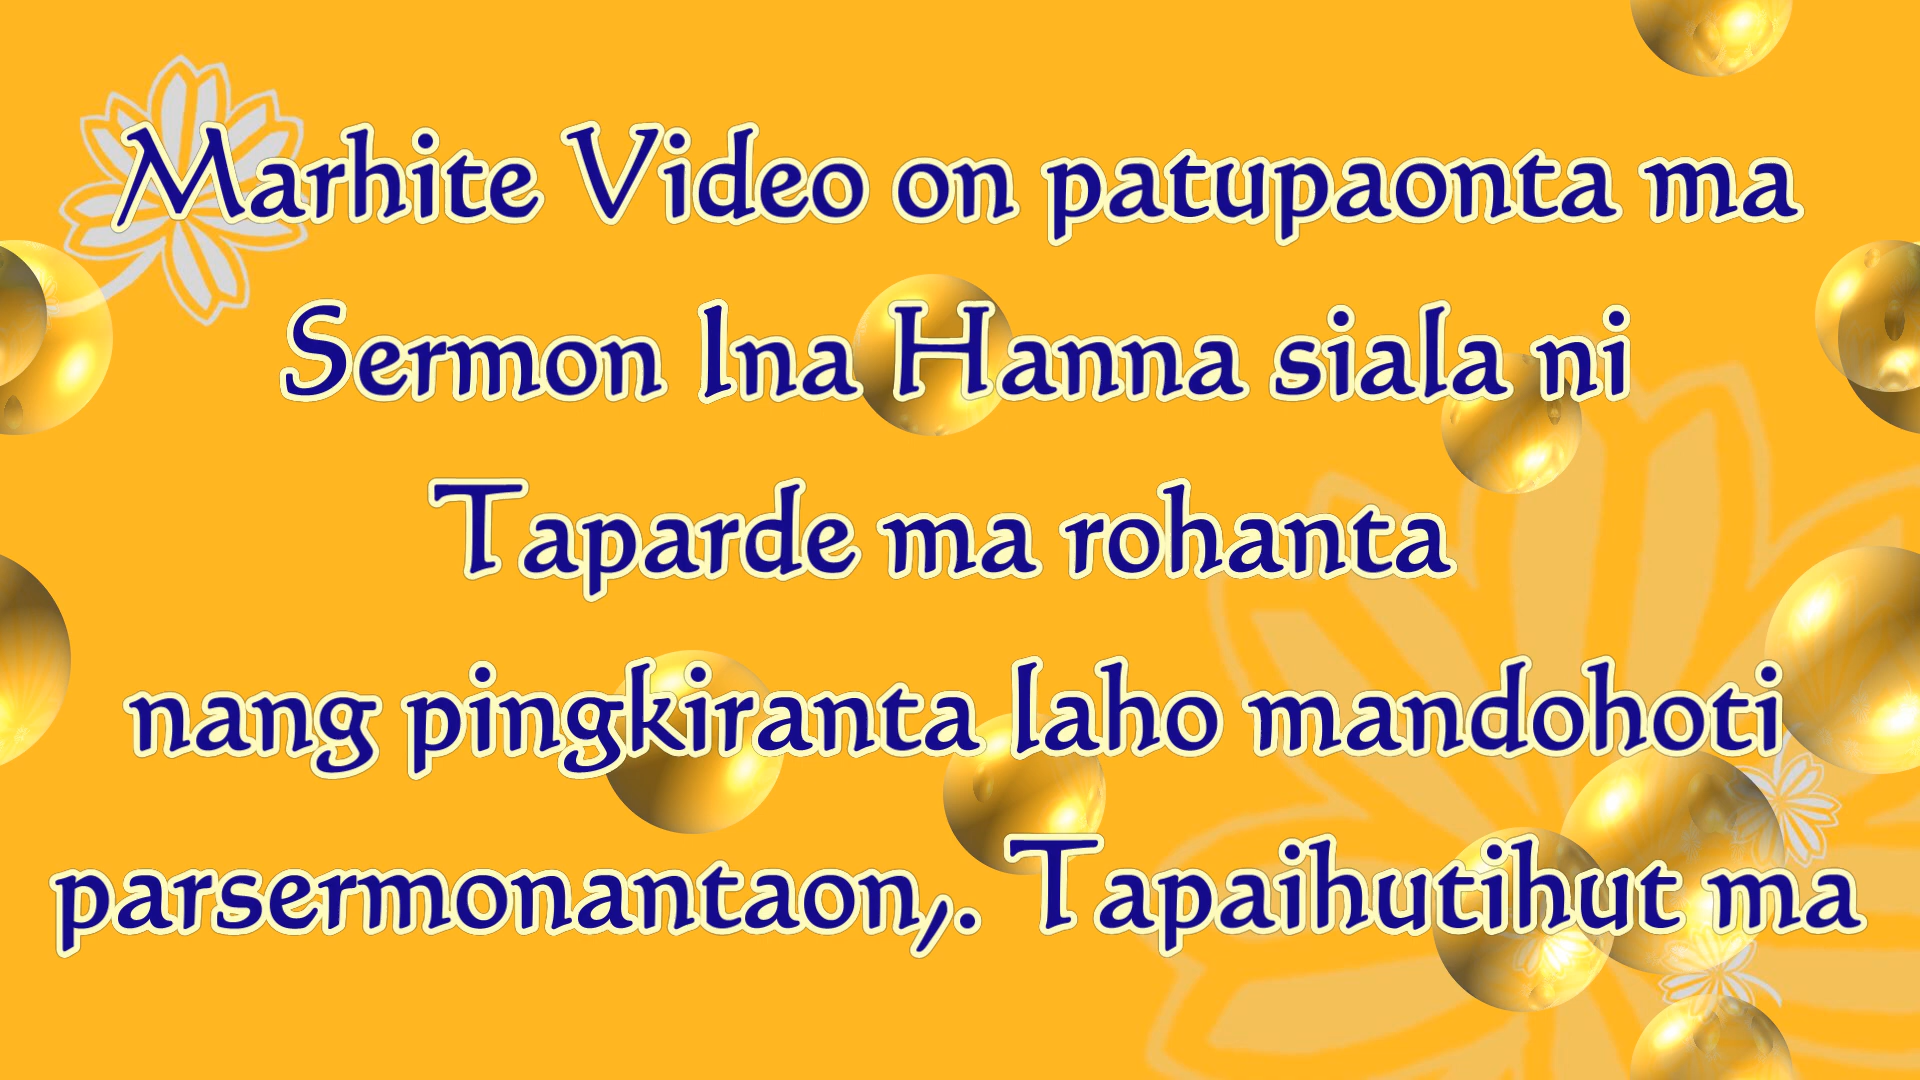 Marhite Video on patupaonta ma
Sermon Ina Hanna siala ni
Taparde ma rohanta
nang pingkiranta laho mandohoti
parsermonantaon,. Tapaihutihut ma